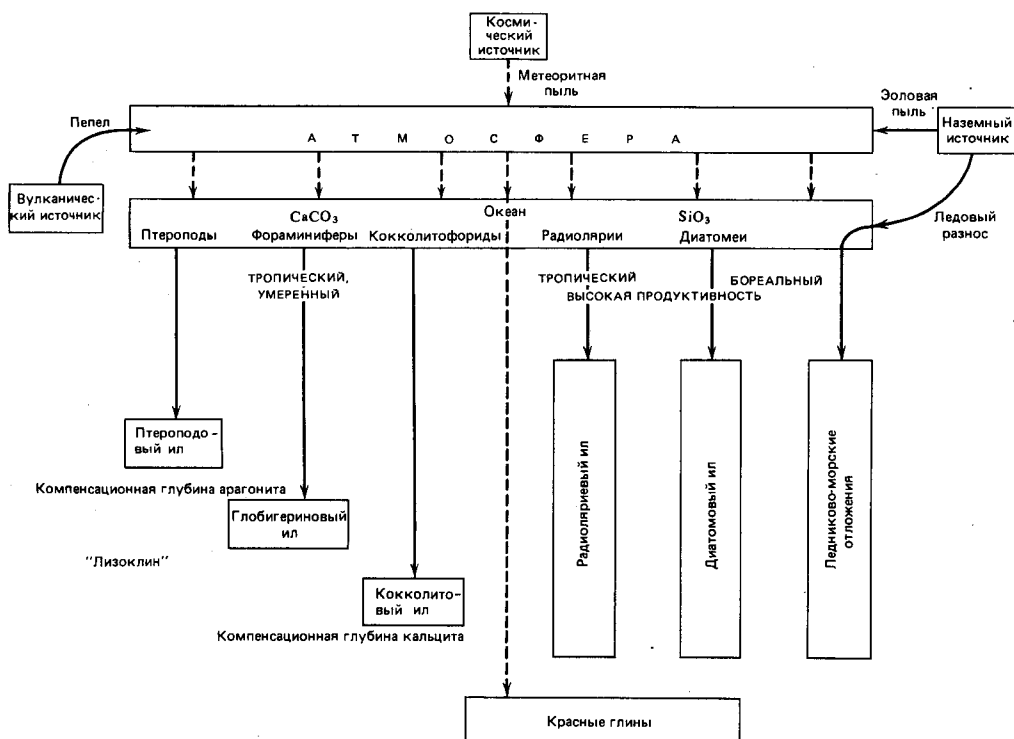 Косми-
ческий
источник
Метеоритная
пыль
Эоловая
пыль
Пепел
АТМОСФЕРА
Наземный
источник
Вулканичес-
кий источник
CaCO₃
Океан
SiO₃
Птероподы
Фораминиферы
Кокколитофориды
Радиолярии
Диатомеи
Ледовый
разнос
ТРОПИЧЕСКИЙ,
УМЕРЕННЫЙ
ТРОПИЧЕСКИЙ
БОРЕАЛЬНЫЙ
ВЫСОКАЯ ПРОДУКТИВНОСТЬ
Птероподо-
вый ил
Компенсационная глубина арагонита
Глобигериновый
ил
"Лизоклин"
Кокколито-
вый ил
Компенсационная глубина кальцита
Радиоляриевый ил
Диатомовый ил
Ледниково-морские
отложения
Красные глины